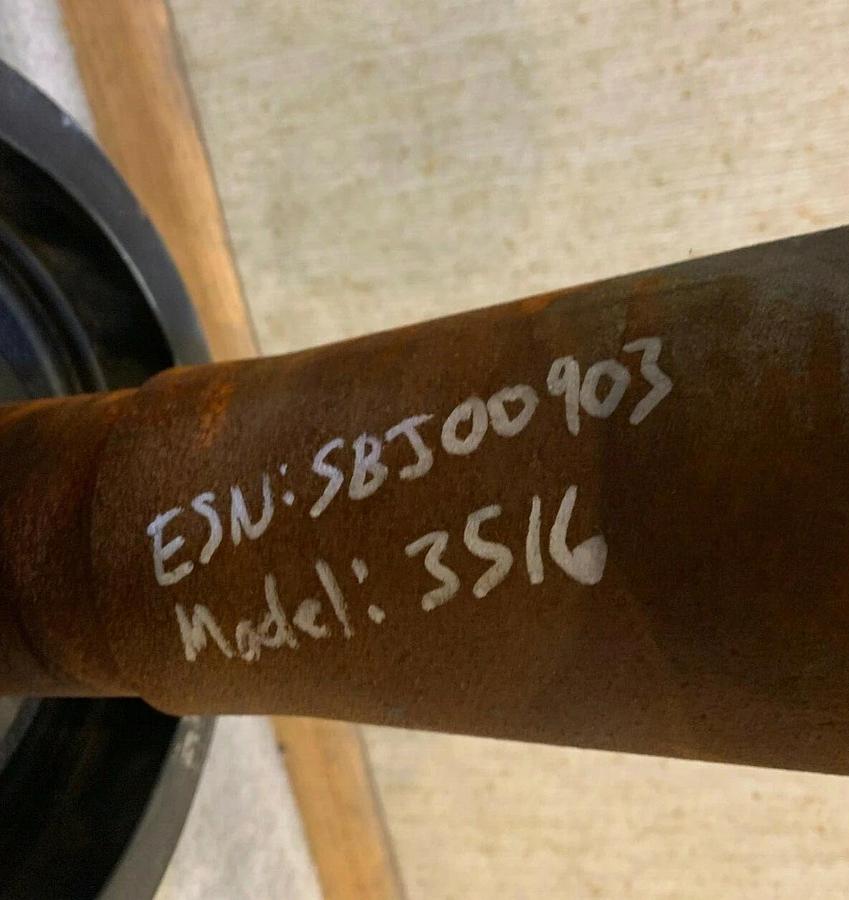 ESN: SBJ00903
Model: 3516